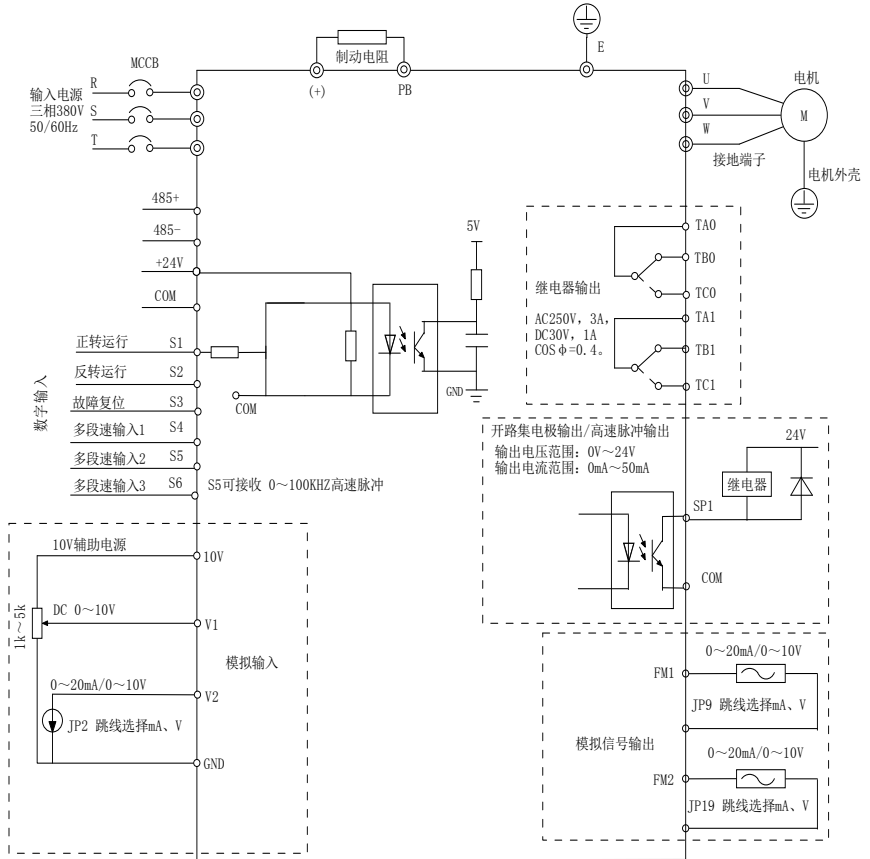 E
MCCB
制动电阻
(+)
PB
R
输入电源
三相380V
S
50/60Hz
T
U
V
W
电机
M
接地端子
电机外壳
485+
485-
+24V
COM
5V
GND
COM
数字输入
正转运行 S1
反转运行 S2
故障复位 S3
多段速输入1 S4
多段速输入2 S5
多段速输入3 S6
S5可接收 0～100KHZ高速脉冲
TA0
TB0
TC0
继电器输出
AC250V，3A，
DC30V，1A
COSφ=0.4。
TA1
TB1
TC1
开路集电极输出/高速脉冲输出
输出电压范围：0V～24V
输出电流范围：0mA～50mA
24V
继电器
SP1
COM
10V辅助电源
10V
1k～5k
DC 0～10V
V1
模拟输入
0～20mA/0～10V
V2
JP2 跳线选择mA、V
GND
0～20mA/0～10V
FM1
JP9 跳线选择mA、V
模拟信号输出
0～20mA/0～10V
FM2
JP19 跳线选择mA、V